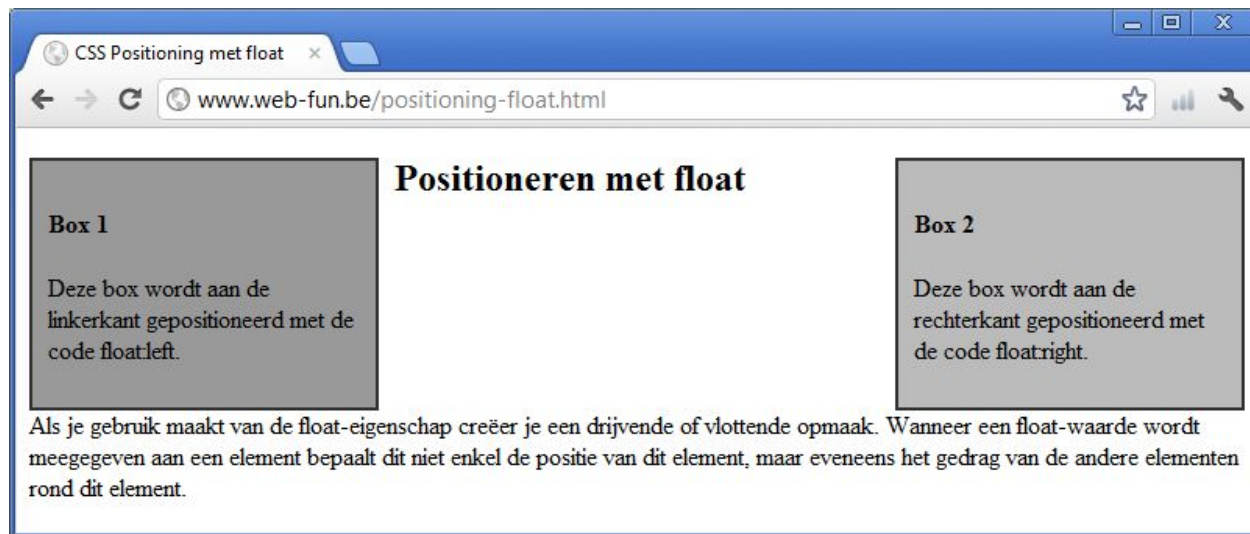 CSS Positioning met float
www.web-fun.be/positioning-float.html
Positioneren met float
Box 1
Deze box wordt aan de
linkerkant gepositioneerd met de
code float:left.
Box 2
Deze box wordt aan de
rechterkant gepositioneerd met
de code float:right.
Als je gebruik maakt van de float-eigenschap creëer je een drijvende of vlottende opmaak. Wanneer een float-waarde wordt
meegegeven aan een element bepaalt dit niet enkel de positie van dit element, maar eveneens het gedrag van de andere elementen
rond dit element.